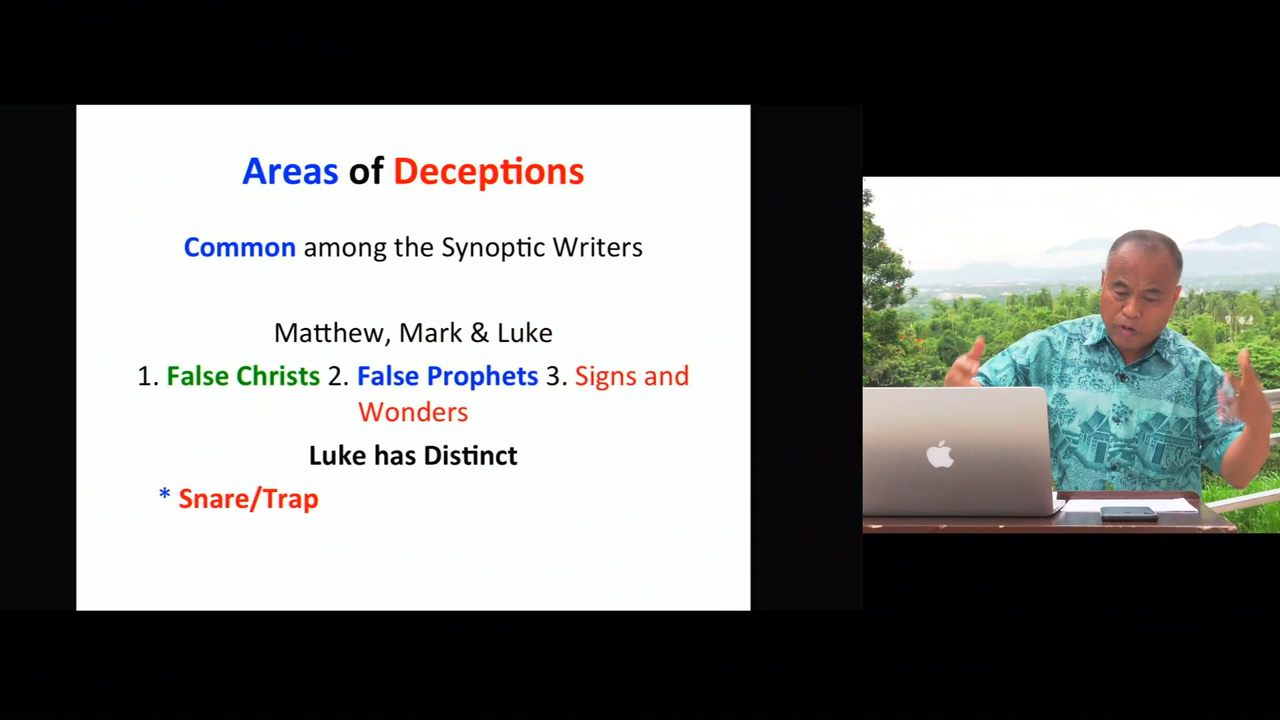 Areas of Deceptions
Common among the Synoptic Writers
Matthew, Mark & Luke
1. False Christs 2. False Prophets 3. Signs and
Wonders
Luke has Distinct
* Snare/Trap